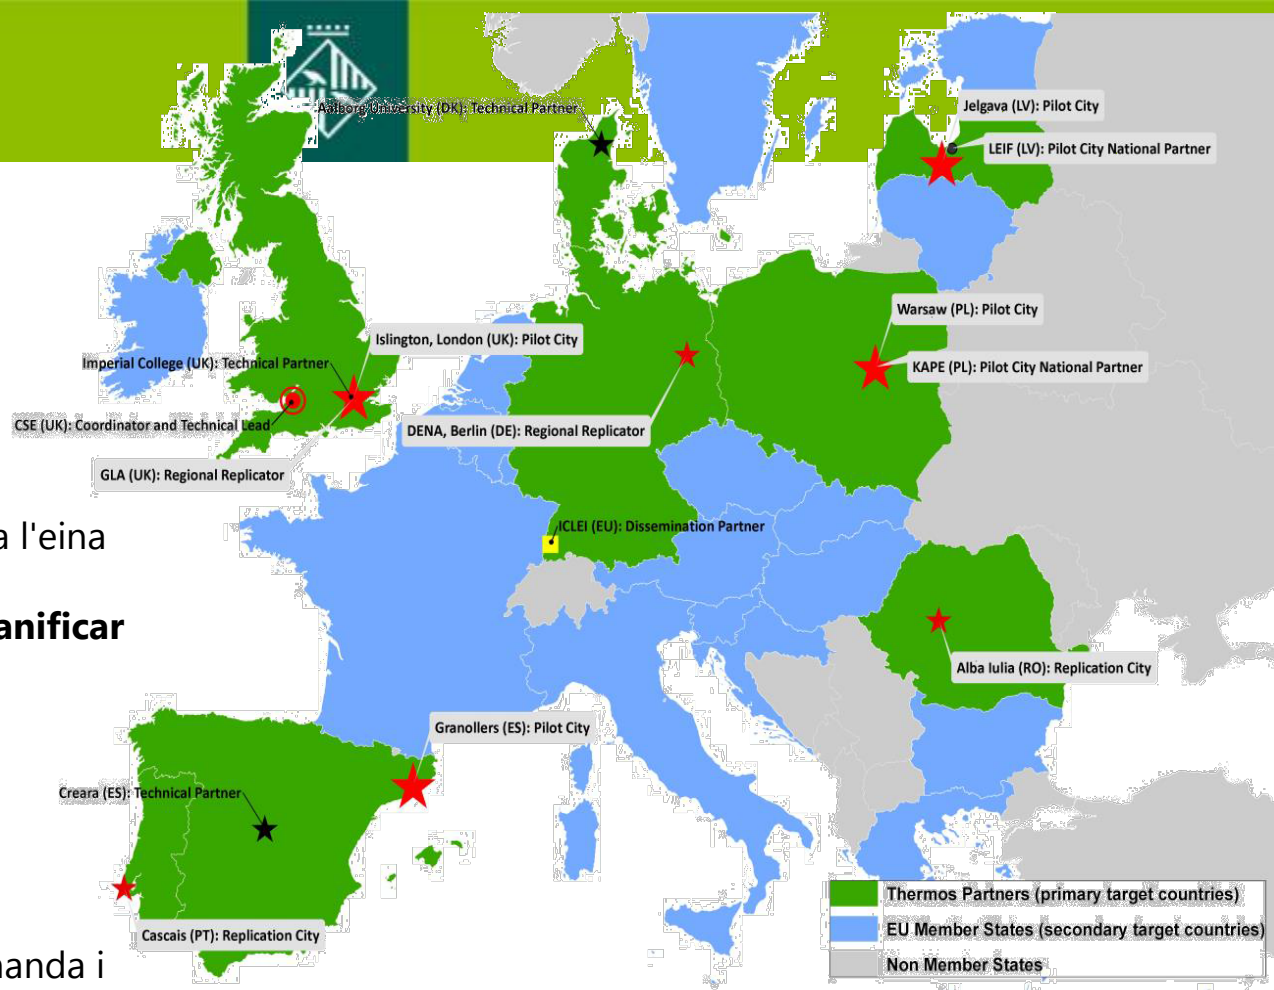 Aalborg University (DK): Technical Partner
Jelgava (LV): Pilot City
LEIF (LV): Pilot City National Partner
Warsaw (PL): Pilot City
Islington, London (UK): Pilot City
Imperial College (UK): Technical Partner
KAPE (PL): Pilot City National Partner
CSE (UK): Coordinator and Technical Lead
DENA, Berlin (DE): Regional Replicator
GLA (UK): Regional Replicator
ICLEI (EU): Dissemination Partner
a l'eina
anificar
Alba Iulia (RO): Replication City
Granollers (ES): Pilot City
Creara (ES): Technical Partner
Cascais (PT): Replication City
manda i
Thermos Partners (primary target countries)
EU Member States (secondary target countries)
Non Member States